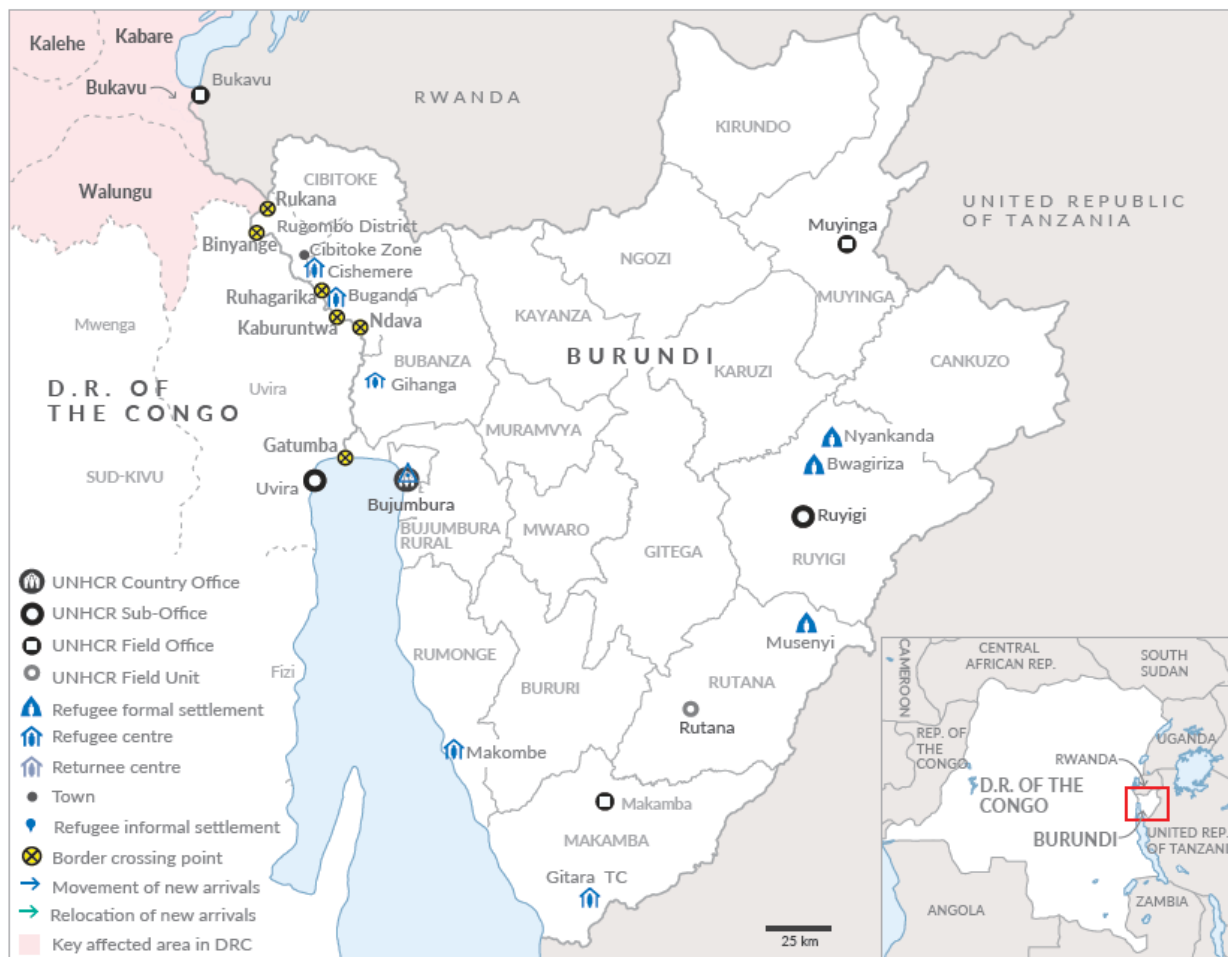 Kalehe
Kabare
Bukavu
Bukavu
RWANDA
KIRUNDO
CIBITOKE
Walungu
Rukana
UNITED REPUBLIC
OF TANZANIA
Rugombo District
Muyinga
Binyange
Cibitoke Zone
NGOZI
Cishemere
Ruhagarika
Buganda
MUYINGA
Mwenga
Kaburuntwa
Ndava
KAYANZA
BURUNDI
BUBANZA
CANKUZO
KARUZI
D.R. OF
THE CONGO
Uvira
Gihanga
MURAMVYA
Nyankanda
Gatumba
Bwagiriza
SUD-KIVU
Uvira
Bujumbura
Ruyigi
BUJUMBURA
RURAL
MWARO
GITEGA
RUYIGI
UNHCR Country Office
UNHCR Sub-Office
UNHCR Field Office
UNHCR Field Unit
Refugee formal settlement
Refugee centre
Returnee centre
Town
Refugee informal settlement
Border crossing point
Movement of new arrivals
Relocation of new arrivals
Key affected area in DRC
Fizi
RUMONGE
BURURI
Musenyi
RUTANA
Rutana
Makombe
Makamba
MAKAMBA
Gitara TC
25 km
CAMEROON
CENTRAL
AFRICAN REP.
SOUTH
SUDAN
REP. OF
THE
CONGO
UGANDA
RWANDA
D.R. OF THE
CONGO
BURUNDI
UNITED REP.
OF TANZANI
ANGOLA
ZAMBIA